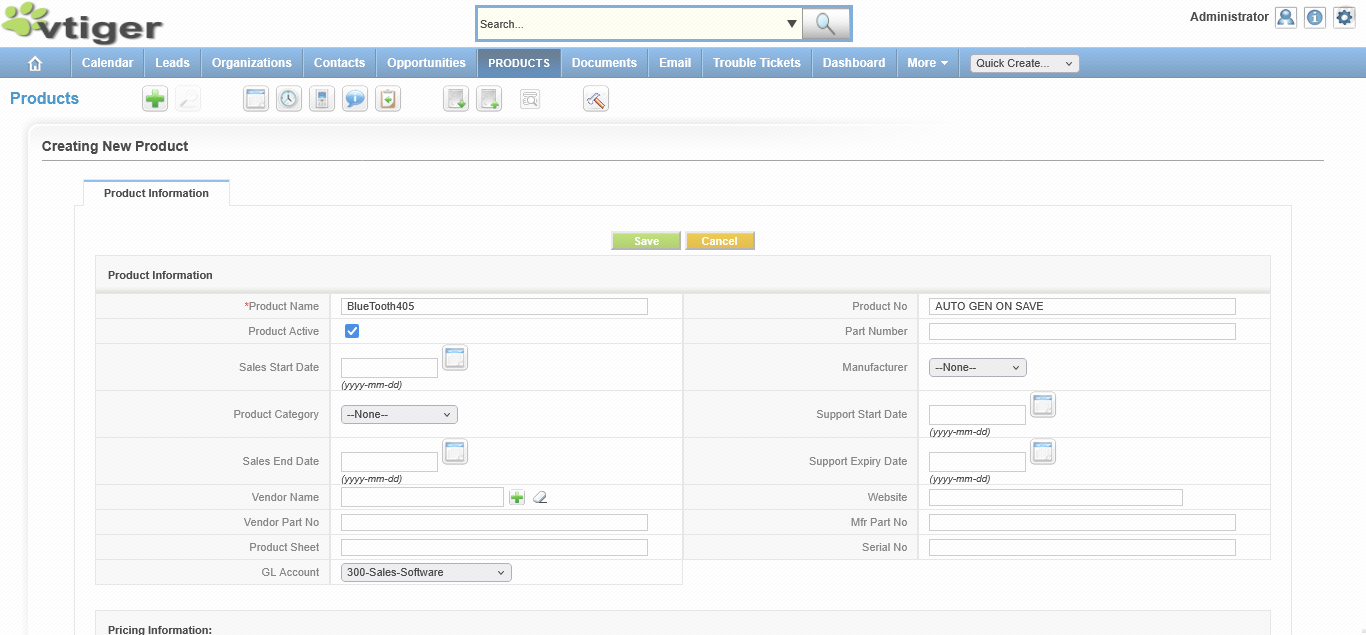 vtiger
Search...
Administrator
Calendar
Leads
Organizations
Contacts
Opportunities
PRODUCTS
Documents
Email
Trouble Tickets
Dashboard
More
Quick Create...
Products
Creating New Product
Product Information
Save
Cancel
Product Information
*Product Name
BlueTooth405
Product No
AUTO GEN ON SAVE
Product Active
Part Number
Sales Start Date
(yyyy-mm-dd)
Manufacturer
--None--
Product Category
--None--
Support Start Date
(yyyy-mm-dd)
Sales End Date
(yyyy-mm-dd)
Support Expiry Date
(yyyy-mm-dd)
Vendor Name
Website
Vendor Part No
Mfr Part No
Product Sheet
Serial No
GL Account
300-Sales-Software
Pricing Information: